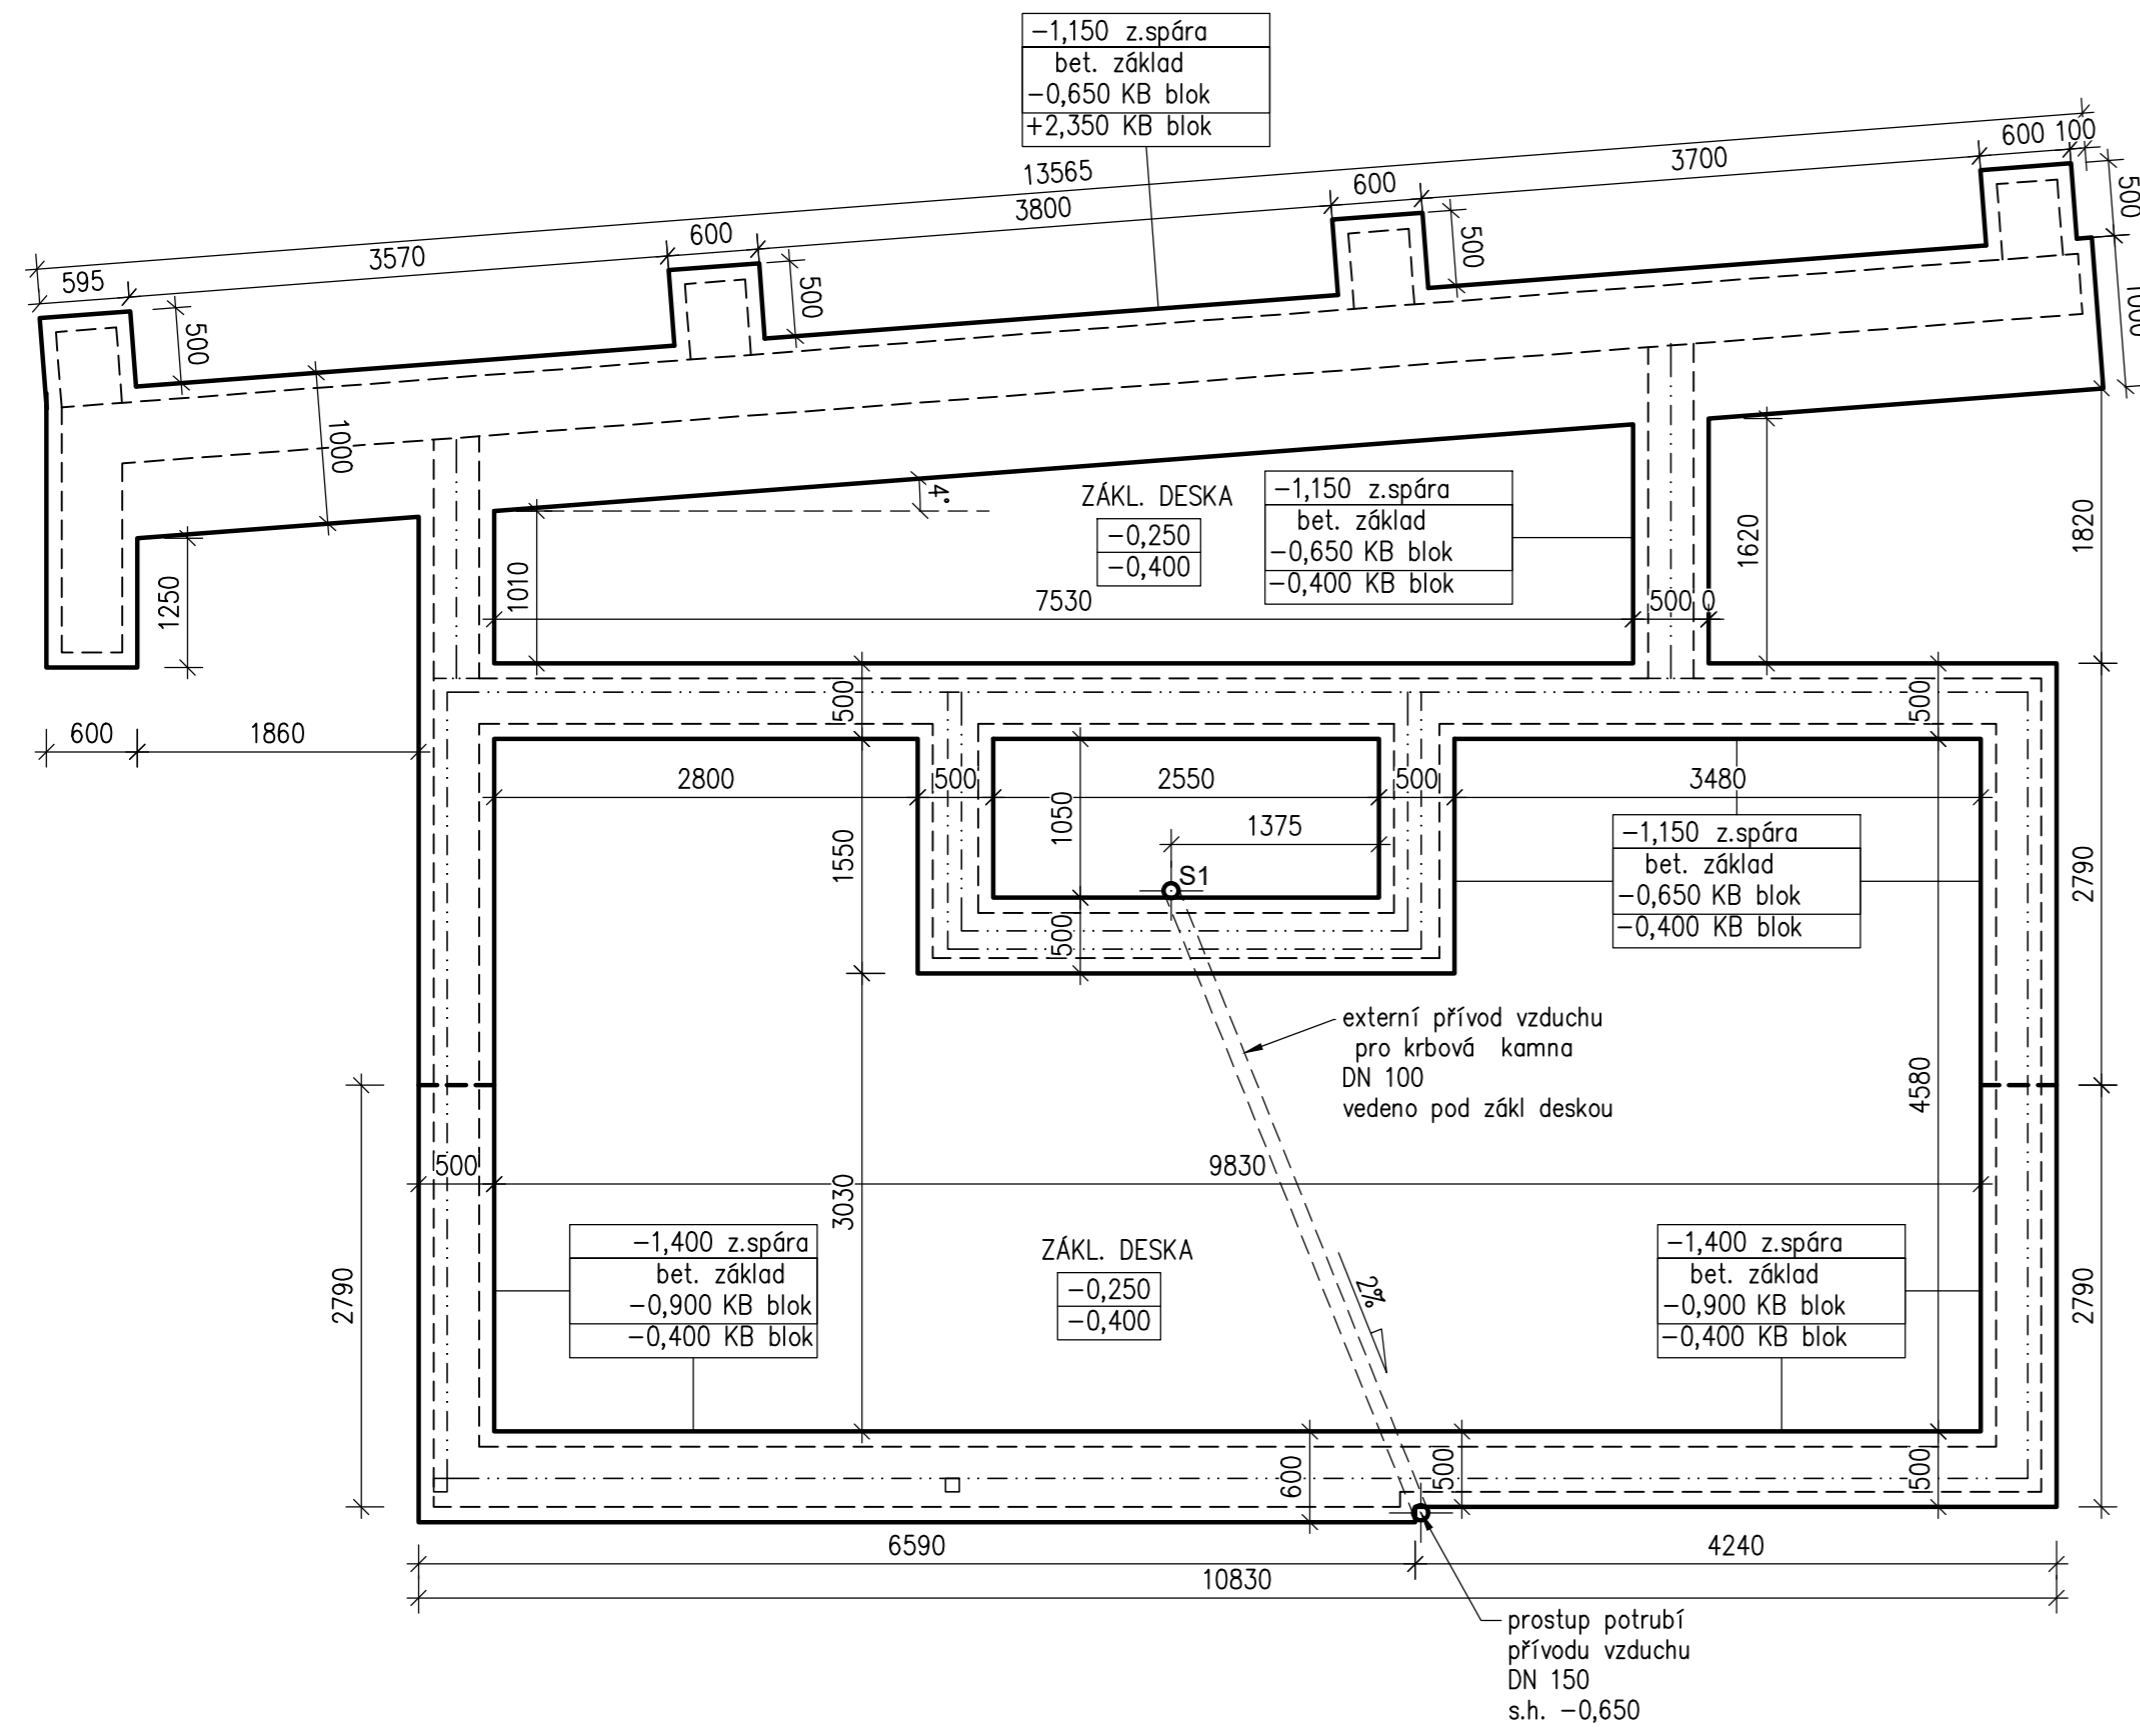 −1,150 z.spára
bet. základ
−0,650 KB blok
+2,350 KB blok
600 100
3700
13565
600
3800
600
3570
595
500
500
500
500
1000
1000
4°
ZÁKL. DESKA
−0,250
−0,400
−1,150 z.spára
bet. základ
−0,650 KB blok
−0,400 KB blok
1620
1820
1250
1010
7530
500 0
500
500
600
1860
2800
500
2550
500
3480
1050
1375
1550
S1
500
−1,150 z.spára
bet. základ
−0,650 KB blok
−0,400 KB blok
2790
externí přívod vzduchu
pro krbová kamna
DN 100
vedeno pod zákl deskou
4580
500
9830
3030
2790
−1,400 z.spára
bet. základ
−0,900 KB blok
−0,400 KB blok
ZÁKL. DESKA
−0,250
−0,400
2%
−1,400 z.spára
bet. základ
−0,900 KB blok
−0,400 KB blok
2790
600
500
500
6590
4240
10830
prostup potrubí
přívodu vzduchu
DN 150
s.h. −0,650